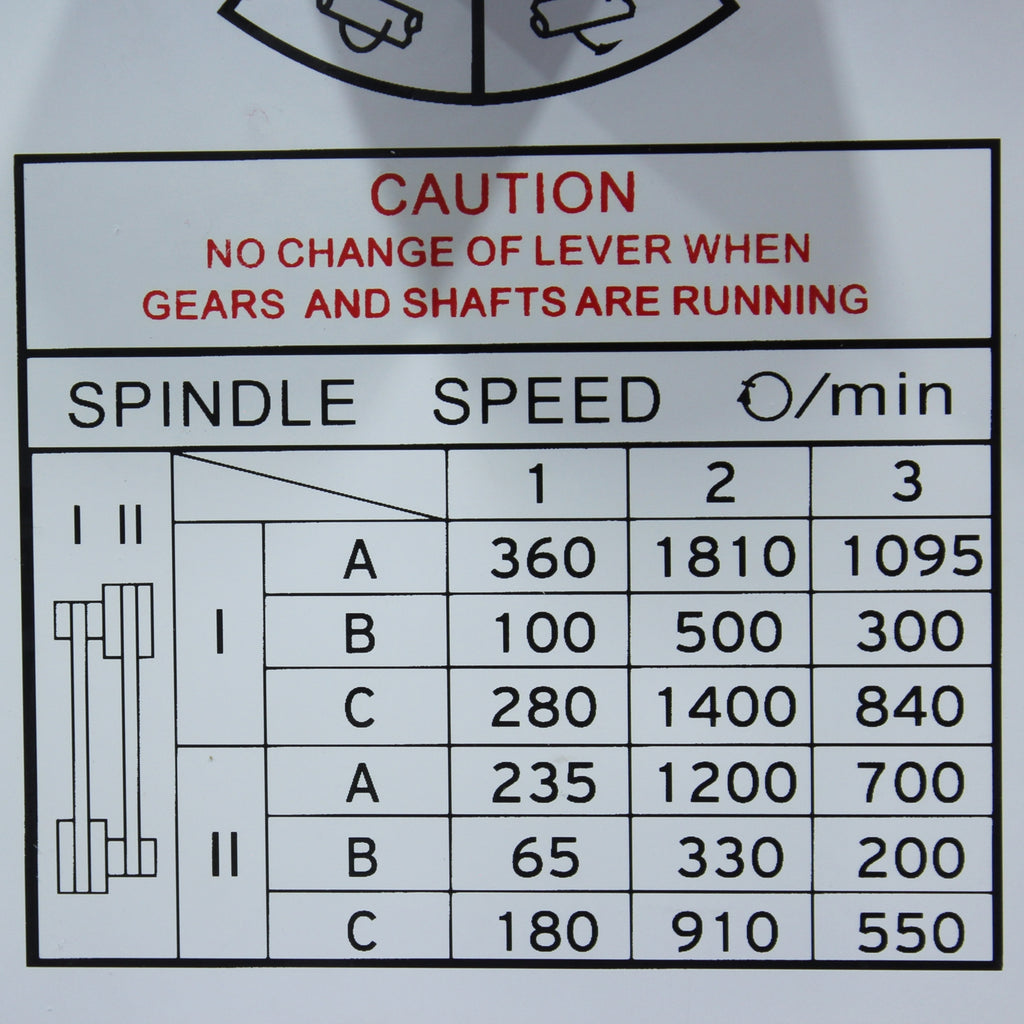 CAUTION
NO CHANGE OF LEVER WHEN
GEARS AND SHAFTS ARE RUNNING
SPINDLE SPEED /min
I II
1 2 3
I
A 360 1810 1095
B 100 500 300
C 280 1400 840
II
A 235 1200 700
B 65 330 200
C 180 910 550